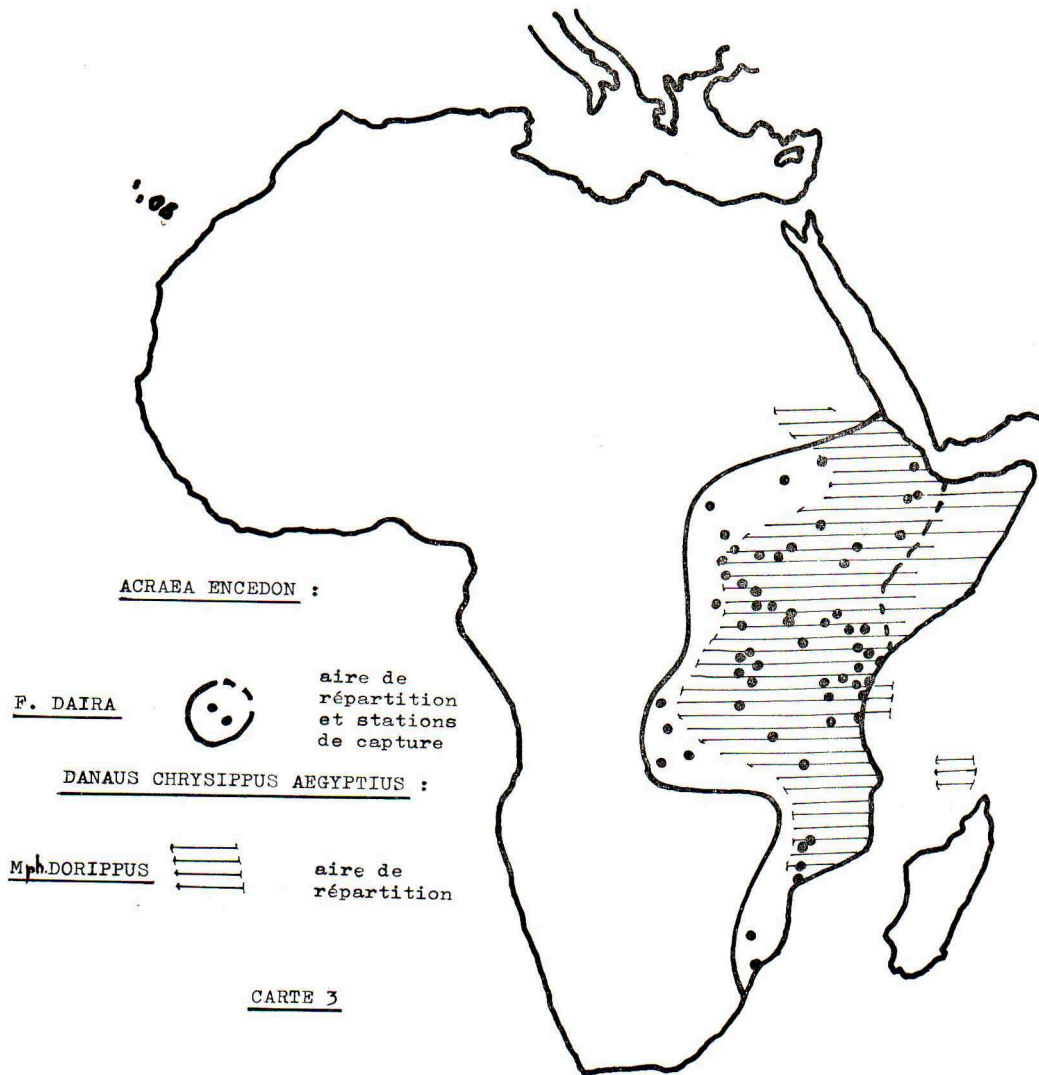 ACRAEA ENCEDON :
F. DAIRA
aire de
répartition
et stations
de capture
DANAUS CHRYSIPPUS AEGYPTIUS :
Mph.DORIPPUS
aire de
répartition
CARTE 3